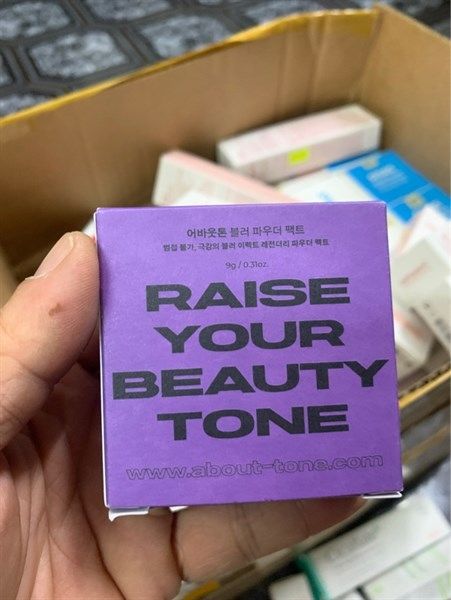 어바웃톤 블러 파우더 팩트
범접 불가, 극강의 블러 이펙트 레전더리 파우더 팩트
9g / 0.31oz.
RAISE
YOUR
BEAUTY
TONE
www.about-tone.com